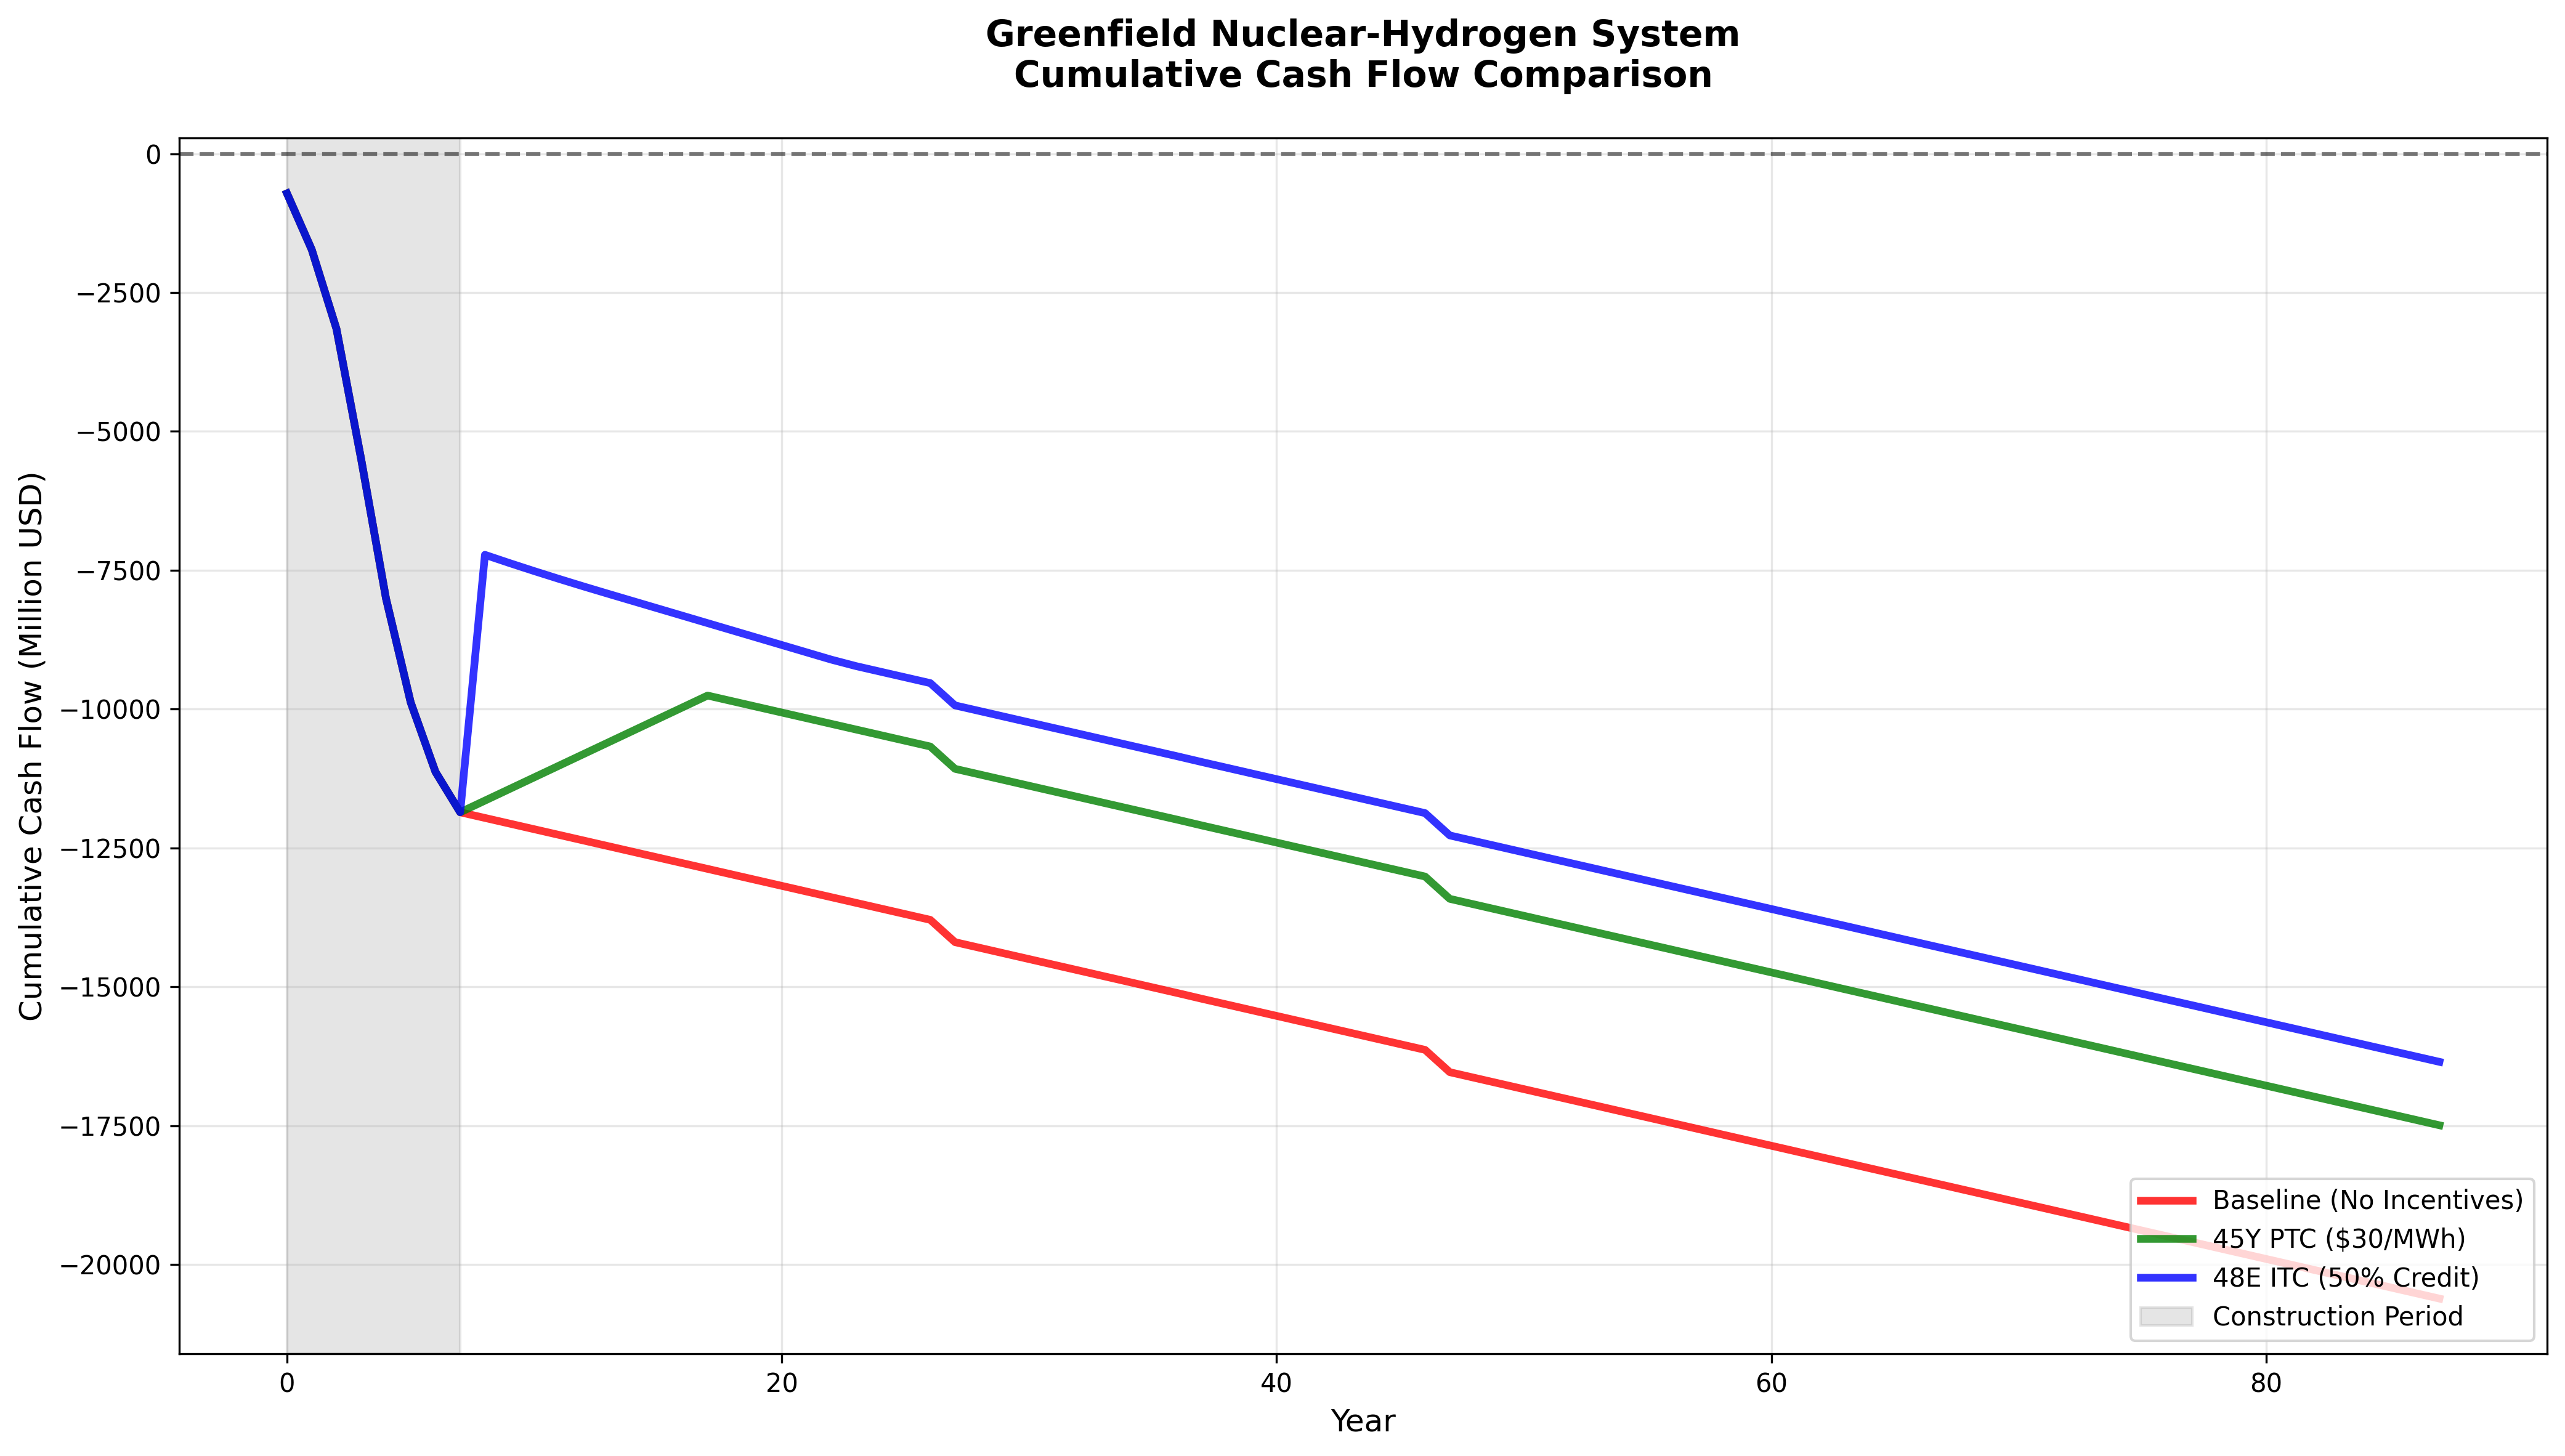 Greenfield Nuclear-Hydrogen System
Cumulative Cash Flow Comparison
Cumulative Cash Flow (Million USD)
0
−2500
−5000
−7500
−10000
−12500
−15000
−17500
−20000
0
20
40
60
80
Year
Baseline (No Incentives)
45Y PTC ($30/MWh)
48E ITC (50% Credit)
Construction Period